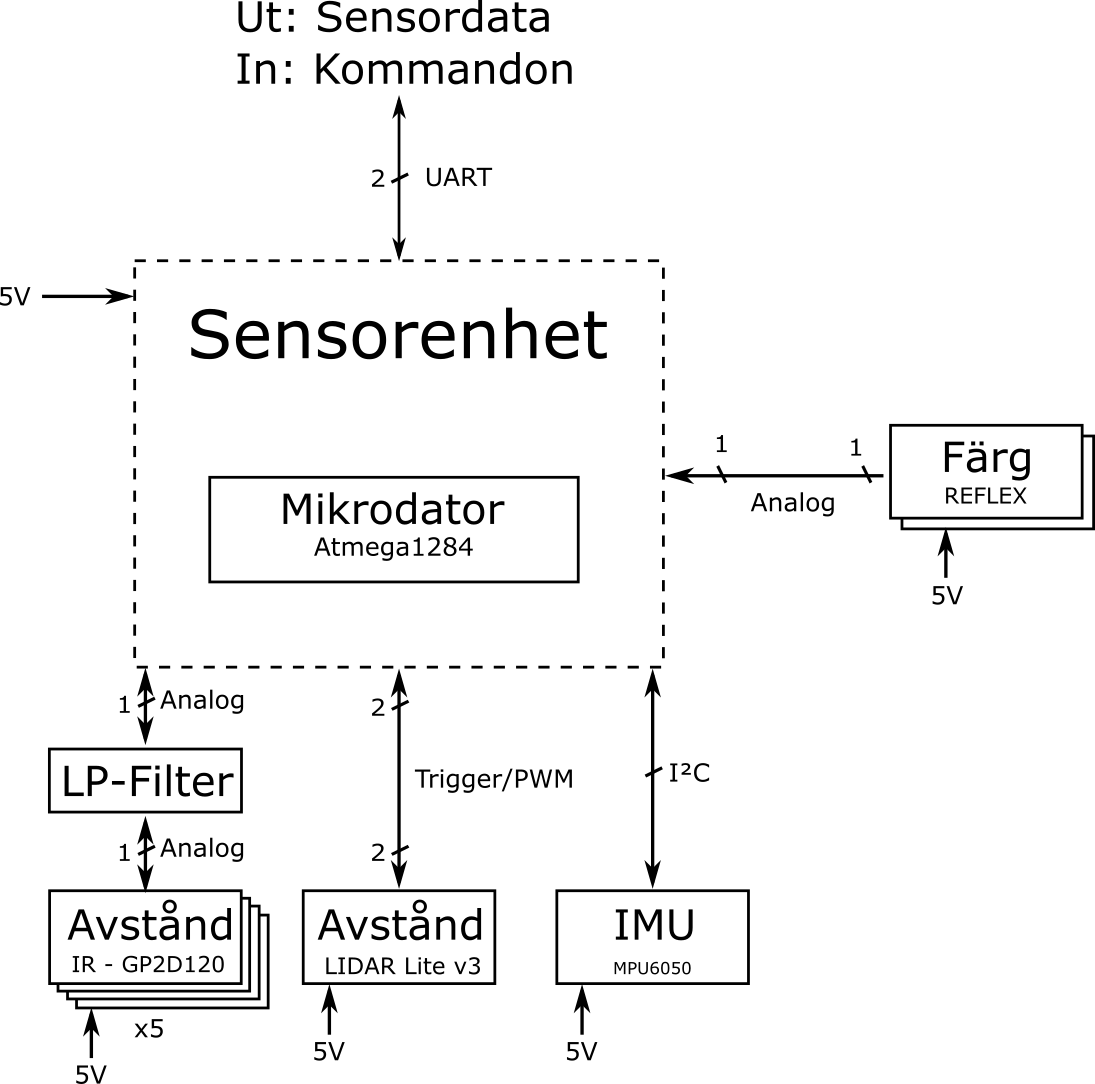 Ut: Sensordata
In: Kommandon
2 UART
5V
Sensorenhet
Mikrodator
Atmega1284
1 1
Analog
Färg
REFLEX
5V
1 Analog
LP-Filter
1 Analog
Avstånd
IR - GP2D120
x5
5V
2
Trigger/PWM
2
Avstånd
LIDAR Lite v3
5V
I²C
IMU
MPU6050
5V